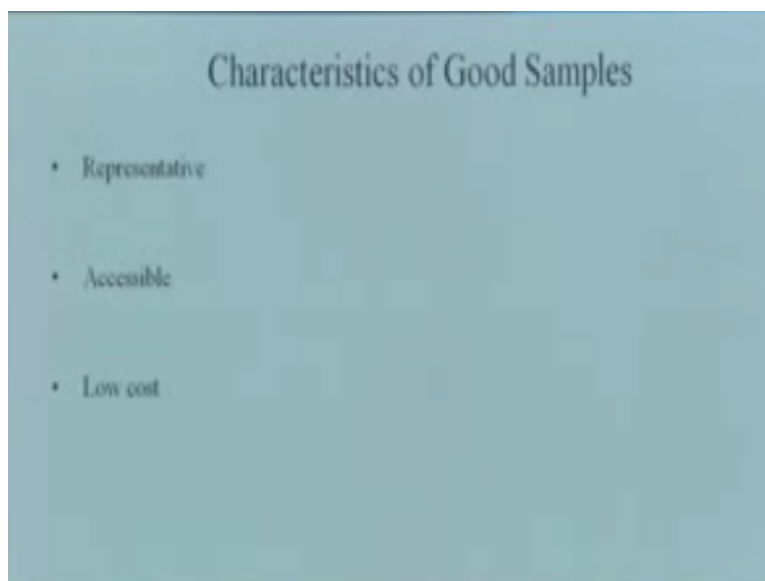 Characteristics of Good Samples
• Representative
• Accessible
• Low cost